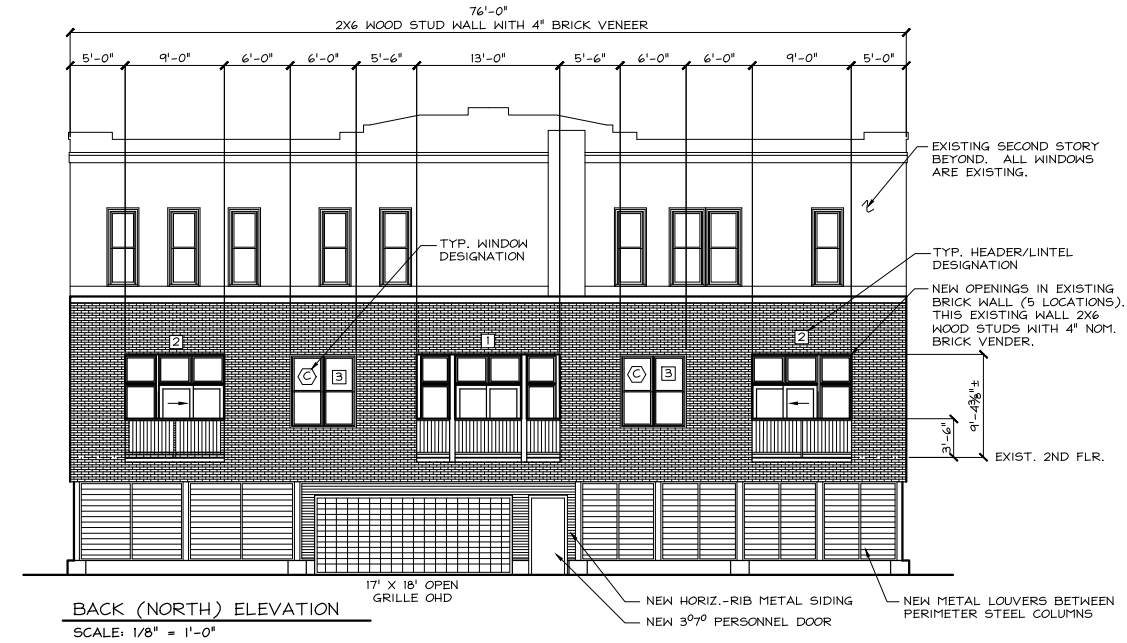 76'-0"
2X6 WOOD STUD WALL WITH 4" BRICK VENEER
5'-0" 9'-0" 6'-0" 6'-0" 5'-6" 13'-0" 5'-6" 6'-0" 6'-0" 9'-0" 5'-0"
EXISTING SECOND STORY
BEYOND. ALL WINDOWS
ARE EXISTING.
TYP. WINDOW
DESIGNATION
TYP. HEADER/LINTEL
DESIGNATION
NEW OPENINGS IN EXISTING
BRICK WALL (5 LOCATIONS).
THIS EXISTING WALL 2X6
WOOD STUDS WITH 4" NOM.
BRICK VENDER.
2 1 2
C 3 C 3
3'-6"
EXIST. 2ND FLR.
17' X 18' OPEN
GRILLE OHD
NEW HORIZ.-RIB METAL SIDING
NEW 3⁰7⁰ PERSONNEL DOOR
NEW METAL LOUVERS BETWEEN
PERIMETER STEEL COLUMNS
BACK (NORTH) ELEVATION
SCALE: 1/8" = 1'-0"